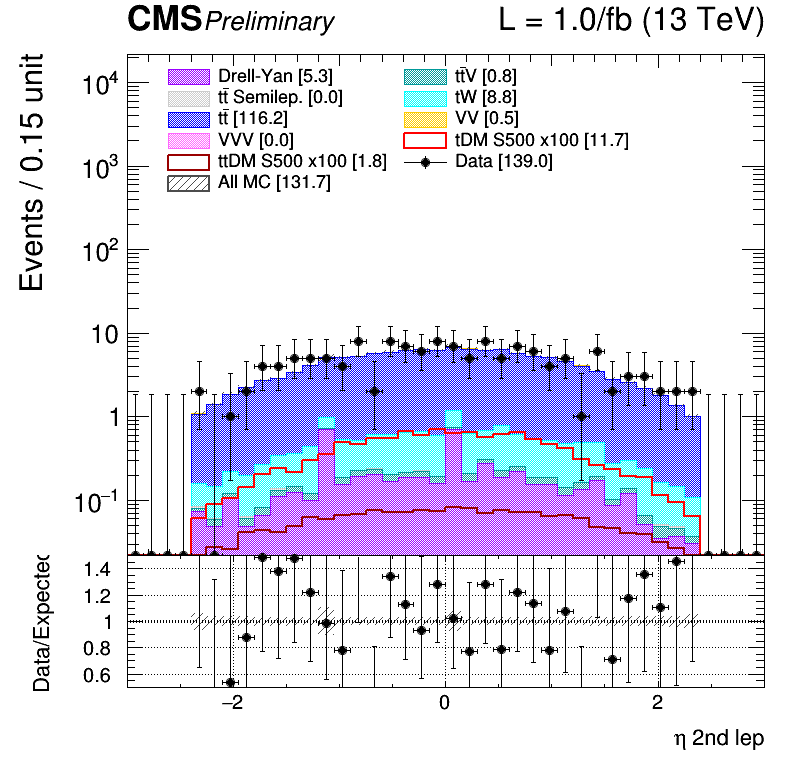 CMS Preliminary L = 1.0/fb (13 TeV)
Events / 0.15 unit
10⁴
10³
10²
10
1
10⁻¹
Drell-Yan [5.3] tt̄V [0.8]
tt̄ Semilep. [0.0] tW [8.8]
tt̄ [116.2] VV [0.5]
VVV [0.0] tDM S500 x100 [11.7]
ttDM S500 x100 [1.8] Data [139.0]
All MC [131.7]
Data/Expected
1.4
1.2
1
0.8
0.6
−2 0 2
η 2nd lep